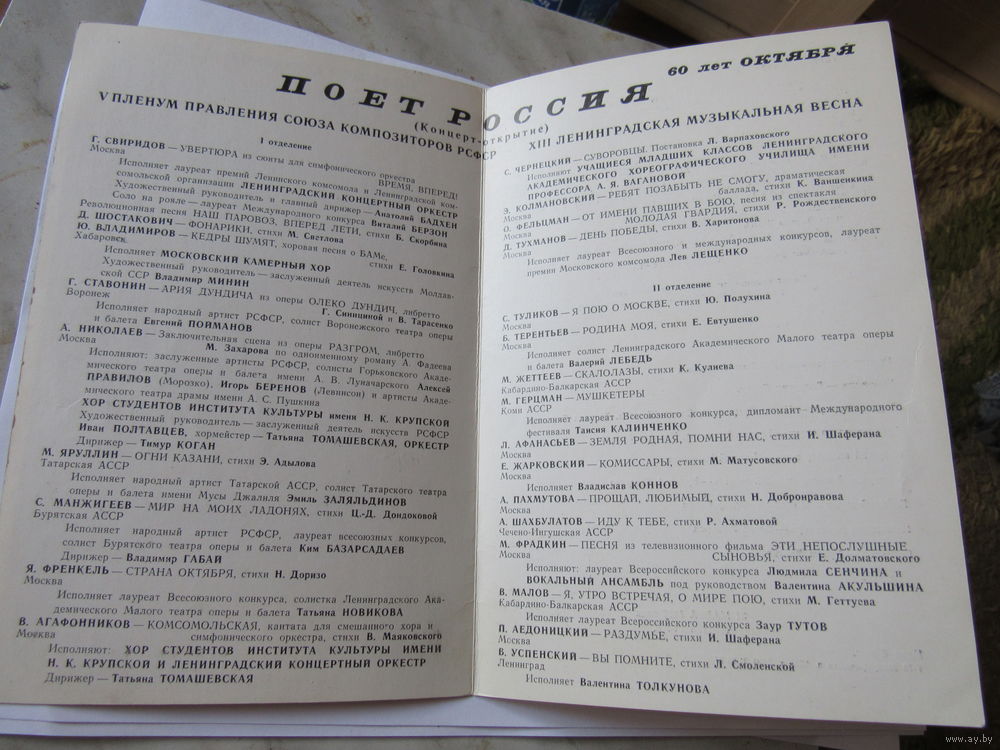 ПОЕТ РОССИЯ
60 лет ОКТЯБРЯ
(Концерт-открытие)
V ПЛЕНУМ ПРАВЛЕНИЯ СОЮЗА КОМПОЗИТОРОВ РСФСР
I отделение
Г. СВИРИДОВ — УВЕРТЮРА из сюиты для симфонического оркестра
Москва
ВРЕМЯ, ВПЕРЕД!
Исполняет лауреат премий Ленинского комсомола и Ленинградской ком-
сомольской организации ЛЕНИНГРАДСКИЙ КОНЦЕРТНЫЙ ОРКЕСТР
Художественный руководитель и главный дирижер — Анатолий БАДХЕН
Соло на рояле — лауреат Международного конкурса Виталий БЕРЗОН
Революционная песня НАШ ПАРОВОЗ, ВПЕРЕД ЛЕТИ, стихи Б. Скорбина
Д. ШОСТАКОВИЧ — ФОНАРИКИ, стихи М. Светлова
Ю. ВЛАДИМИРОВ — КЕДРЫ ШУМЯТ, хоровая песня о БАМе,
Хабаровск
стихи Е. Головкина
Исполняет МОСКОВСКИЙ КАМЕРНЫЙ ХОР
Художественный руководитель — заслуженный деятель искусств Молдав-
ской ССР Владимир МИНИН
Г. СТАВОНИН — АРИЯ ДУНДИЧА из оперы ОЛЕКО ДУНДИЧ, либретто
Воронеж
Г. Синициной и В. Тарасенко
Исполняет народный артист РСФСР, солист Воронежского театра оперы
и балета Евгений ПОЙМАНОВ
А. НИКОЛАЕВ — Заключительная сцена из оперы РАЗГРОМ, либретто
Москва
М. Захарова по одноименному роману А. Фадеева
Исполняют: заслуженные артисты РСФСР, солисты Горьковского Акаде-
мического театра оперы и балета имени А. В. Луначарского Алексей
ПРАВИЛОВ (Морозко), Игорь БЕРЕНОВ (Левинсон) и артисты Акаде-
мического театра драмы имени А. С. Пушкина
ХОР СТУДЕНТОВ ИНСТИТУТА КУЛЬТУРЫ имени Н. К. КРУПСКОЙ
Художественный руководитель — заслуженный деятель искусств РСФСР
Иван ПОЛТАВЦЕВ, хормейстер — Татьяна ТОМАШЕВСКАЯ, ОРКЕСТР
Дирижер — Тимур КОГАН
М. ЯРУЛЛИН — ОГНИ КАЗАНИ, стихи Э. Адылова
Татарская АССР
Исполняет народный артист Татарской АССР, солист Татарского театра
оперы и балета имени Мусы Джалиля Эмиль ЗАЛЯЛЬДИНОВ
С. МАНЖИГЕЕВ — МИР НА МОИХ ЛАДОНЯХ, стихи Ц.-Д. Дондоковой
Бурятская АССР
Исполняет народный артист РСФСР, лауреат всесоюзных конкурсов,
солист Бурятского театра оперы и балета Ким БАЗАРСАДАЕВ
Дирижер — Владимир ГАБАЙ
Я. ФРЕНКЕЛЬ — СТРАНА ОКТЯБРЯ, стихи Н. Доризо
Москва
Исполняет лауреат Всесоюзного конкурса, солистка Ленинградского Ака-
демического Малого театра оперы и балета Татьяна НОВИКОВА
В. АГАФОННИКОВ — КОМСОМОЛЬСКАЯ, кантата для смешанного хора и
Москва
симфонического оркестра, стихи В. Маяковского
Исполняют: ХОР СТУДЕНТОВ ИНСТИТУТА КУЛЬТУРЫ ИМЕНИ
Н. К. КРУПСКОЙ И ЛЕНИНГРАДСКИЙ КОНЦЕРТНЫЙ ОРКЕСТР
Дирижер — Татьяна ТОМАШЕВСКАЯ
XIII ЛЕНИНГРАДСКАЯ МУЗЫКАЛЬНАЯ ВЕСНА
С. ЧЕРНЕЦКИЙ — СУВОРОВЦЫ. Постановка Л. Варпаховского
Исполняют УЧАЩИЕСЯ МЛАДШИХ КЛАССОВ ЛЕНИНГРАДСКОГО
АКАДЕМИЧЕСКОГО ХОРЕОГРАФИЧЕСКОГО УЧИЛИЩА ИМЕНИ
ПРОФЕССОРА А. Я. ВАГАНОВОЙ
Э. КОЛМАНОВСКИЙ — РЕБЯТ ПОЗАБЫТЬ НЕ СМОГУ, драматическая
Москва
баллада, стихи К. Ваншенкина
О. ФЕЛЬЦМАН — ОТ ИМЕНИ ПАВШИХ В БОЮ, песня из спектакля
Москва
МОЛОДАЯ ГВАРДИЯ, стихи Р. Рождественского
Д. ТУХМАНОВ — ДЕНЬ ПОБЕДЫ, стихи В. Харитонова
Москва
Исполняет лауреат Всесоюзного и международных конкурсов, лауреат
премии Московского комсомола Лев ЛЕЩЕНКО
II отделение
С. ТУЛИКОВ — Я ПОЮ О МОСКВЕ, стихи Ю. Полухина
Москва
Б. ТЕРЕНТЬЕВ — РОДИНА МОЯ, стихи Е. Евтушенко
Москва
Исполняет солист Ленинградского Академического Малого театра оперы
и балета Валерий ЛЕБЕДЬ
М. ЖЕТТЕЕВ — СКАЛОЛАЗЫ, стихи К. Кулиева
Кабардино-Балкарская АССР
М. ГЕРЦМАН — МУШКЕТЕРЫ
Коми АССР
Исполняет лауреат Всесоюзного конкурса, дипломант Международного
фестиваля Таисия КАЛИНЧЕНКО
Л. АФАНАСЬЕВ — ЗЕМЛЯ РОДНАЯ, ПОМНИ НАС, стихи И. Шаферана
Москва
Е. ЖАРКОВСКИЙ — КОМИССАРЫ, стихи М. Матусовского
Москва
Исполняет Владислав КОННОВ
А. ПАХМУТОВА — ПРОЩАЙ, ЛЮБИМЫЙ, стихи Н. Добронравова
Москва
А. ШАХБУЛАТОВ — ИДУ К ТЕБЕ, стихи Р. Ахматовой
Чечено-Ингушская АССР
М. ФРАДКИН — ПЕСНЯ из телевизионного фильма ЭТИ НЕПОСЛУШНЫЕ
Москва
СЫНОВЬЯ, стихи Е. Долматовского
Исполняют: лауреат Всероссийского конкурса Людмила СЕНЧИНА и
ВОКАЛЬНЫЙ АНСАМБЛЬ под руководством Валентина АКУЛЬШИНА
В. МАЛОВ — Я, УТРО ВСТРЕЧАЯ, О МИРЕ ПОЮ, стихи М. Геттуева
Кабардино-Балкарская АССР
Исполняет лауреат Всероссийского конкурса Заур ТУТОВ
П. АЕДОНИЦКИЙ — РАЗДУМЬЕ, стихи И. Шаферана
Москва
В. УСПЕНСКИЙ — ВЫ ПОМНИТЕ, стихи Л. Смоленской
Ленинград
Исполняет Валентина ТОЛКУНОВА
www.ay.by